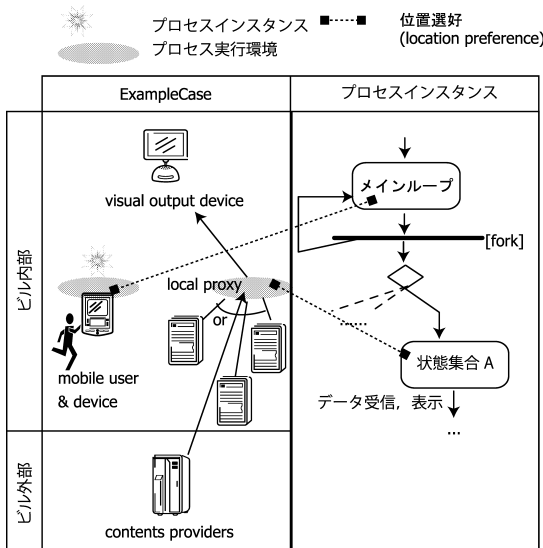 プロセスインスタンス
プロセス実行環境
位置選好
(location preference)
ExampleCase
プロセスインスタンス
ビル内部
visual output device
local proxy
or
mobile user
& device
メインループ
[fork]
......
状態集合 A
データ受信，表示
...
ビル外部
contents providers